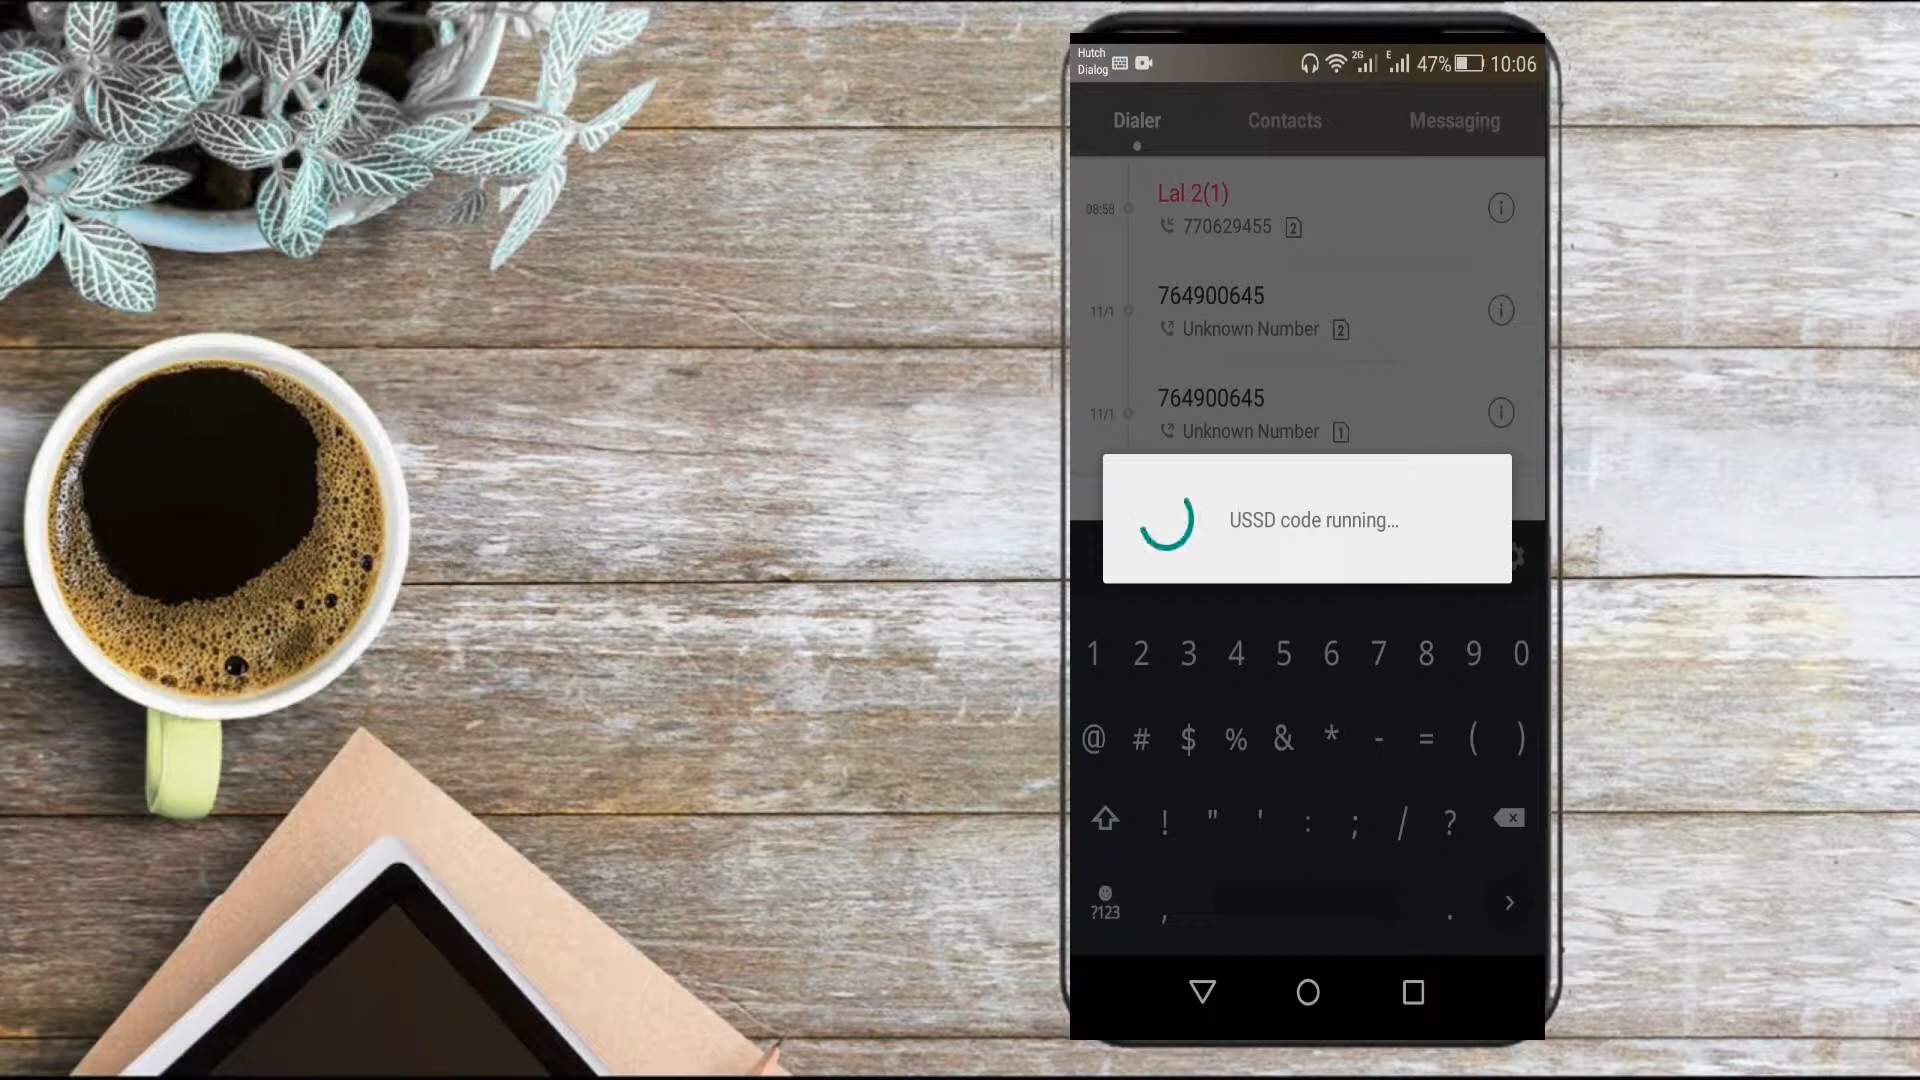 Hutch
Dialog
2G
E
47%
10:06
Dialer
Contacts
Messaging
Lal 2(1)
08:58
770629455
2
764900645
11/1
Unknown Number
2
764900645
11/1
Unknown Number
1
USSD code running...
1 2 3 4 5 6 7 8 9 0
@ # $ % & * - = ( )
! " ' : ; / ?
?123 , .